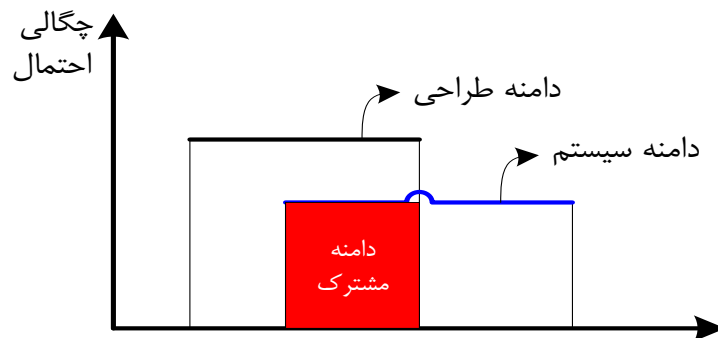 چگالی
احتمال
دامنه طراحی
دامنه سیستم
دامنه
مشترک